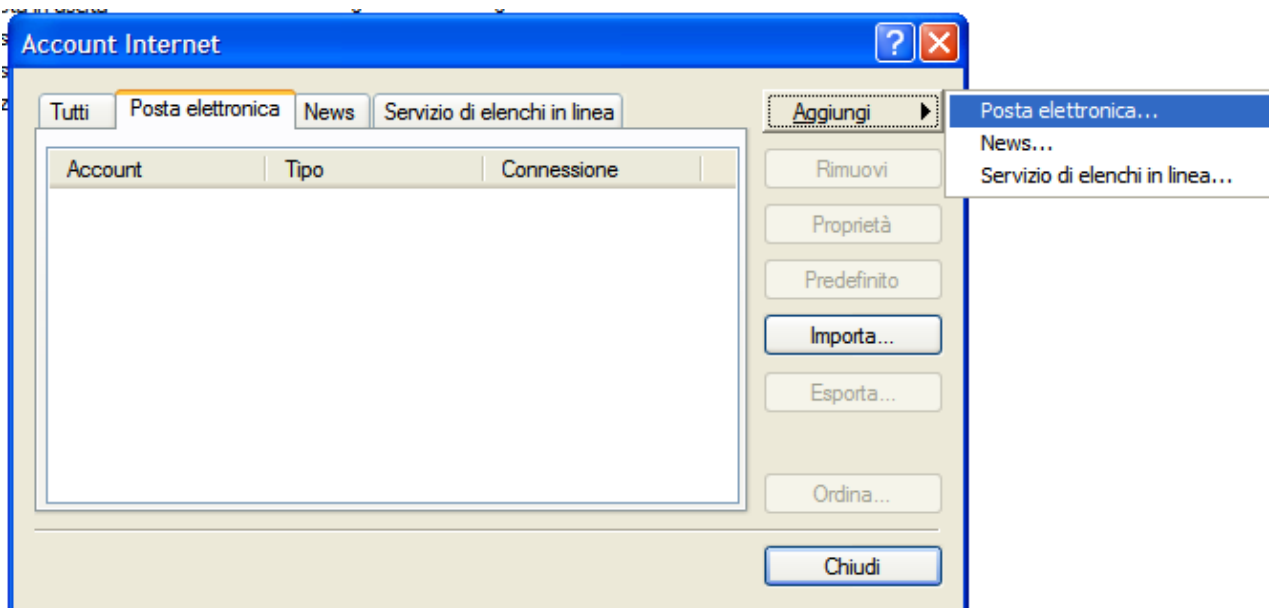 Account Internet
Tutti Posta elettronica News Servizio di elenchi in linea
Account Tipo Connessione
Aggiungi
Rimuovi
Proprietà
Predefinito
Importa...
Esporta...
Ordina...
Chiudi
Posta elettronica...
News...
Servizio di elenchi in linea...